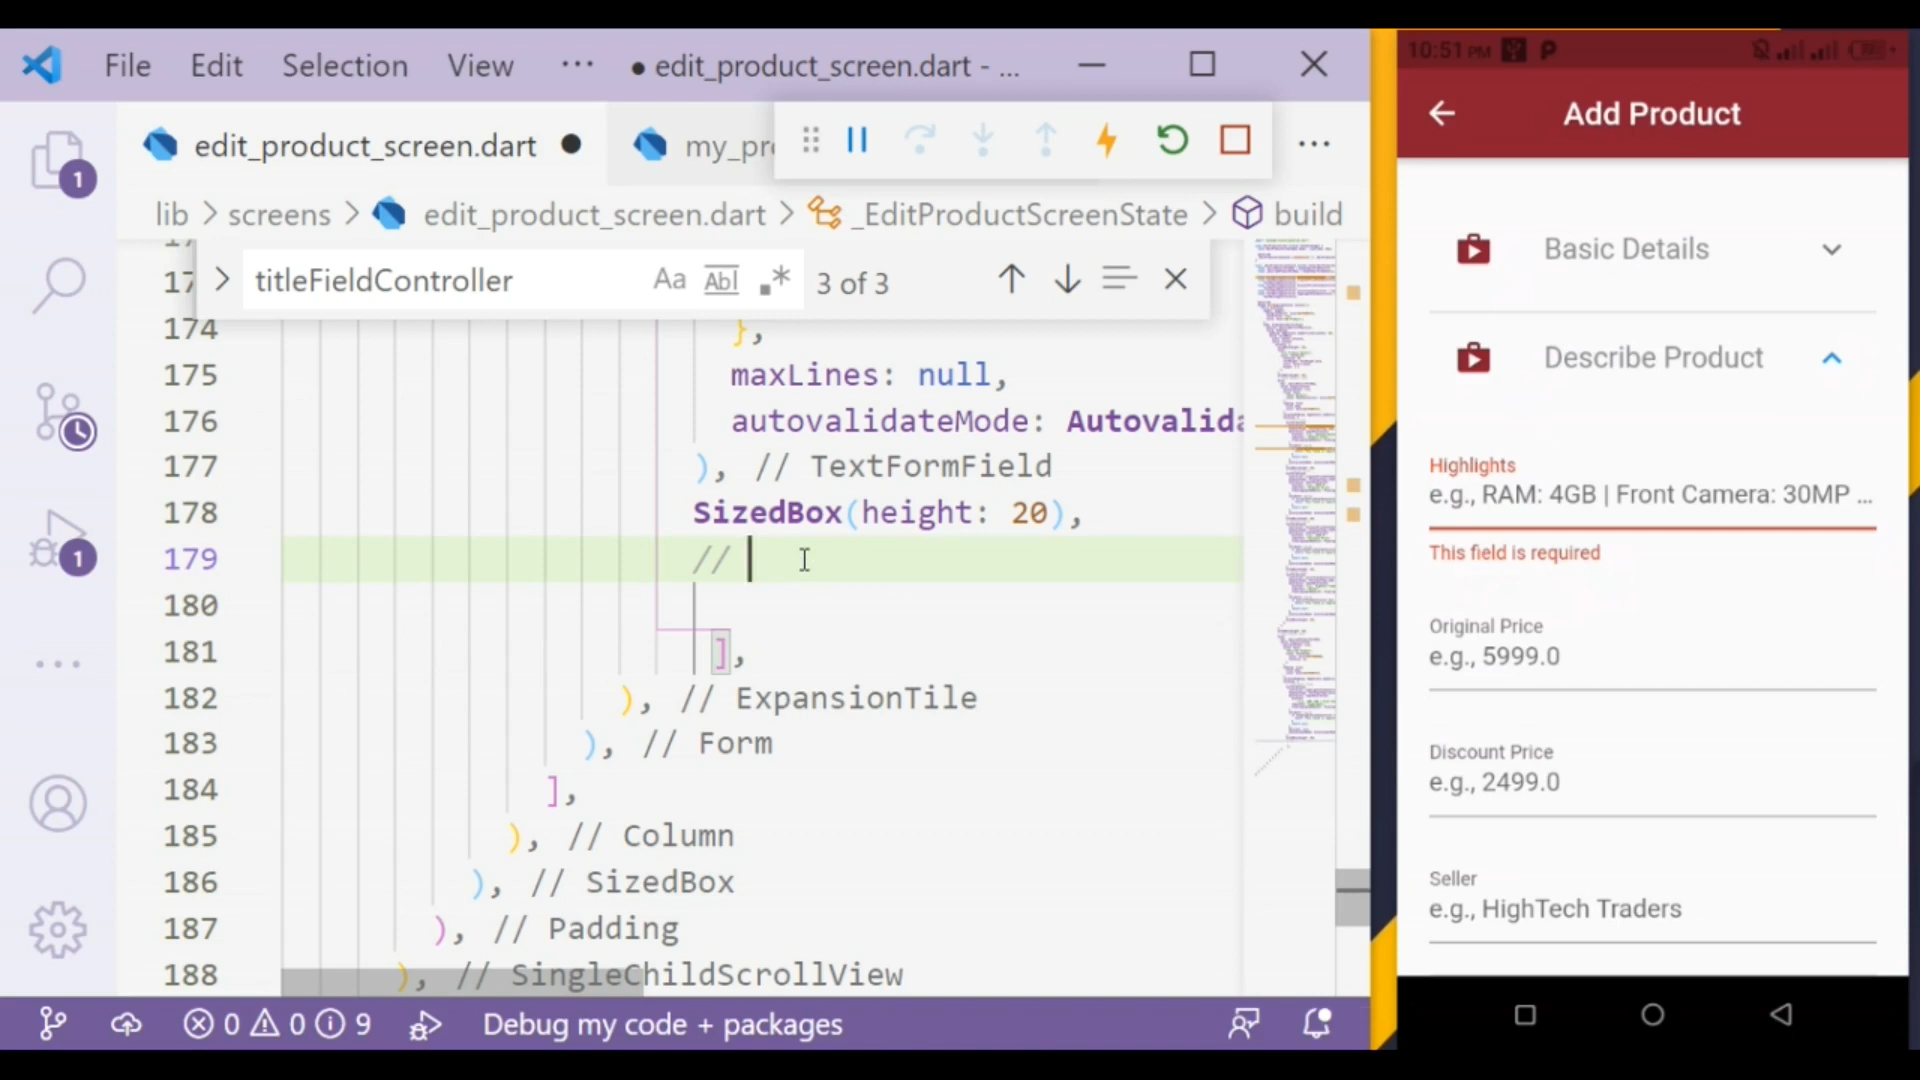 File Edit Selection View ··· ● edit_product_screen.dart - ...
edit_product_screen.dart ● my_pr
lib > screens > edit_product_screen.dart > _EditProductScreenState > build
titleFieldController Aa Abl .* 3 of 3
174 },
175 maxLines: null,
176 autovalidateMode: Autovalid
177 ), // TextFormField
178 SizedBox(height: 20),
179 //
180
181 ],
182 ), // ExpansionTile
183 ), // Form
184 ],
185 ), // Column
186 ), // SizedBox
187 ), // Padding
188 ), // SingleChildScrollView
1
1
0 0 9 Debug my code + packages
10:51 PM
Add Product
Basic Details
Describe Product
Highlights
e.g., RAM: 4GB | Front Camera: 30MP ...
This field is required
Original Price
e.g., 5999.0
Discount Price
e.g., 2499.0
Seller
e.g., HighTech Traders